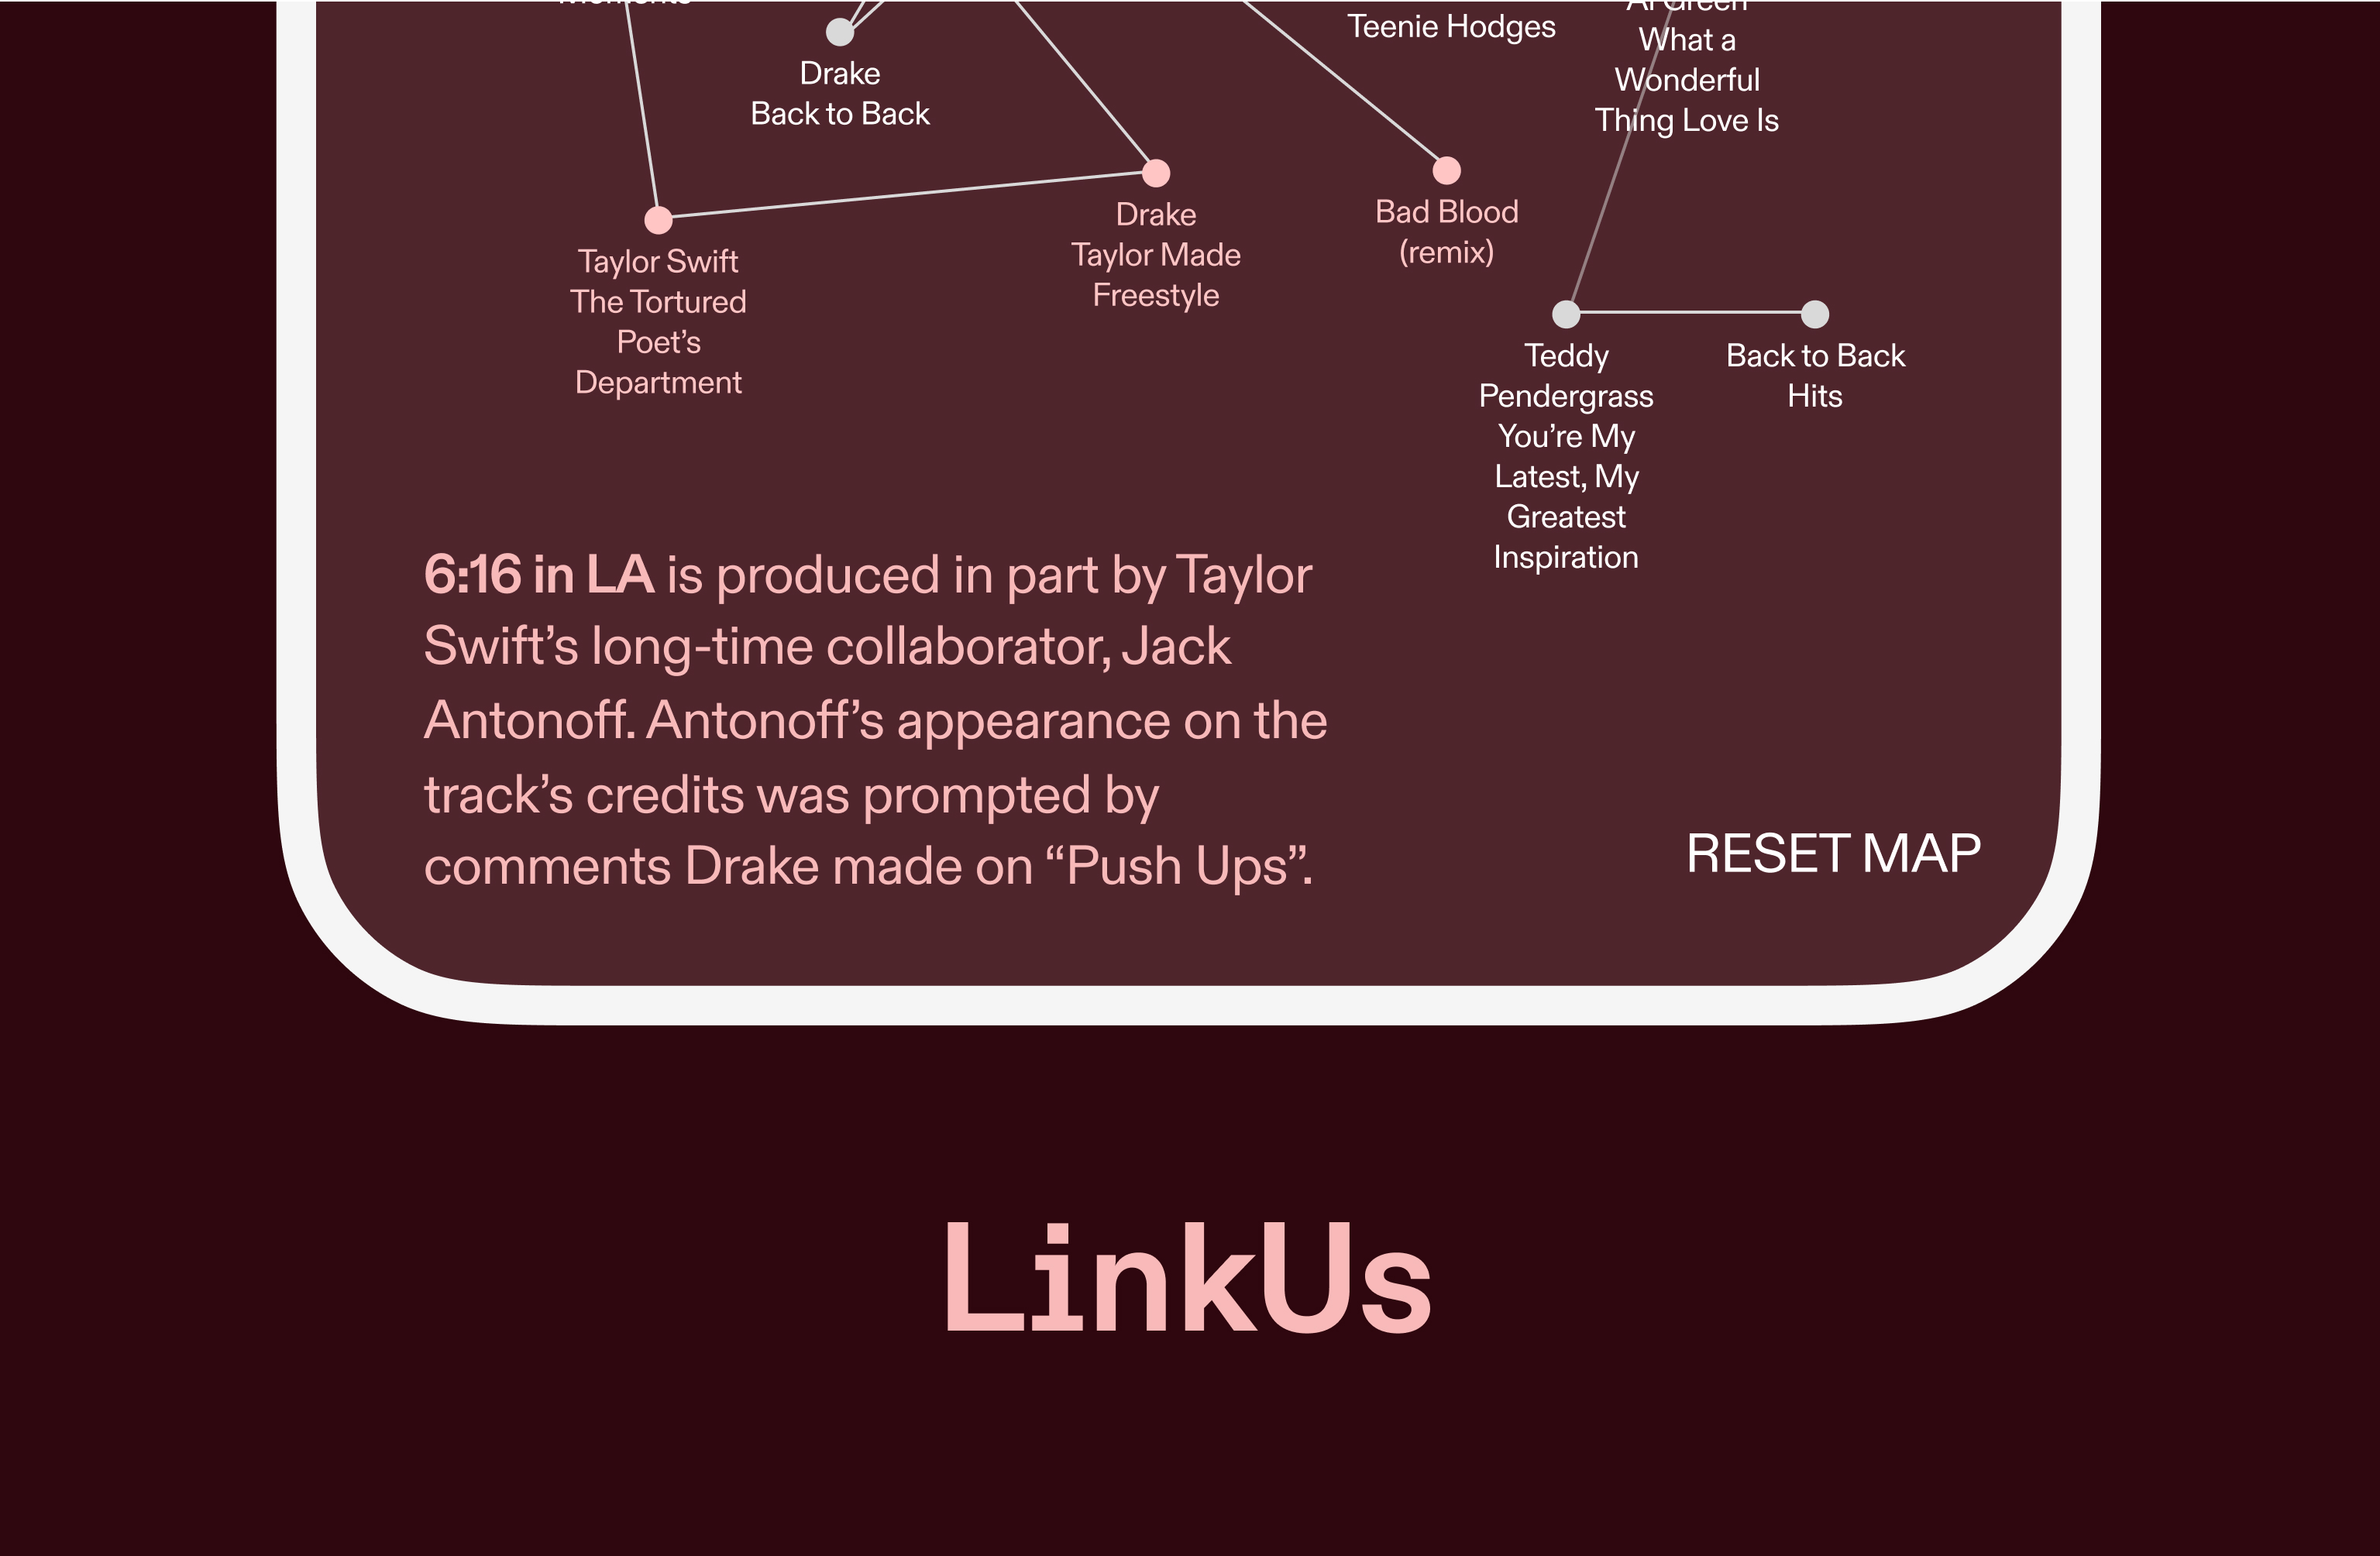 Moments
Drake
Back to Back
Teenie Hodges
Al Green
What a
Wonderful
Thing Love Is
Taylor Swift
The Tortured
Poet’s
Department
Drake
Taylor Made
Freestyle
Bad Blood
(remix)
Teddy
Pendergrass
You’re My
Latest, My
Greatest
Inspiration
Back to Back
Hits
6:16 in LA is produced in part by Taylor
Swift’s long-time collaborator, Jack
Antonoff. Antonoff’s appearance on the
track’s credits was prompted by
comments Drake made on “Push Ups”.
RESET MAP
LinkUs